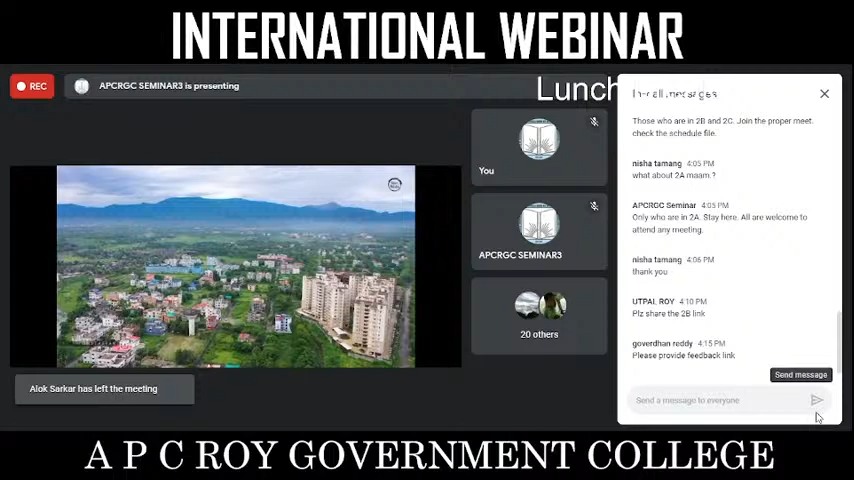 INTERNATIONAL WEBINAR
REC
APCRGC SEMINAR3 is presenting
Lunch
In-call messages
Those who are in 2B and 2C. Join the proper meet.
check the schedule file.
nisha tamang 4:05 PM
what about 2A maam.?
APCRGC Seminar 4:05 PM
Only who are in 2A. Stay here. All are welcome to
attend any meeting.
nisha tamang 4:06 PM
thank you
UTPAL ROY 4:10 PM
Plz share the 2B link
goverdhan reddy 4:15 PM
Please provide feedback link
Send message
Send a message to everyone
You
APCRGC SEMINAR3
20 others
Alok Sarkar has left the meeting
A P C ROY GOVERNMENT COLLEGE